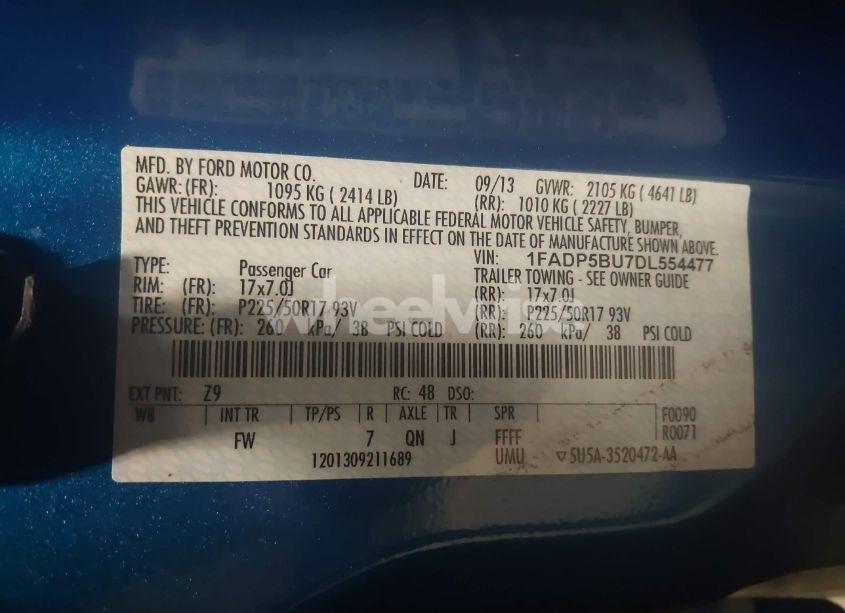 MFD. BY FORD MOTOR CO. DATE: 09/13 GVWR: 2105 KG ( 4641 LB)
GAWR:(FR): 1095 KG ( 2414 LB) (RR): 1010 KG ( 2227 LB)
THIS VEHICLE CONFORMS TO ALL APPLICABLE FEDERAL MOTOR VEHICLE SAFETY, BUMPER,
AND THEFT PREVENTION STANDARDS IN EFFECT ON THE DATE OF MANUFACTURE SHOWN ABOVE.
VIN: 1FADP5BU7DL554477
TYPE: Passenger Car TRAILER TOWING - SEE OWNER GUIDE
RIM: (FR): 17x7.0J (RR): 17x7.0J
TIRE: (FR): P225/50R17 93V (RR): P225/50R17 93V
PRESSURE: (FR): 260 kPa/ 38 PSI COLD (RR): 260 kPa/ 38 PSI COLD
wheelwise
EXT PNT: Z9 RC: 48 DSO:
WB INT TR TP/PS R AXLE TR SPR F0090
FW 7 QN J FFFF R0071
1201309211689 UMU ▽5U5A-3520472-AA